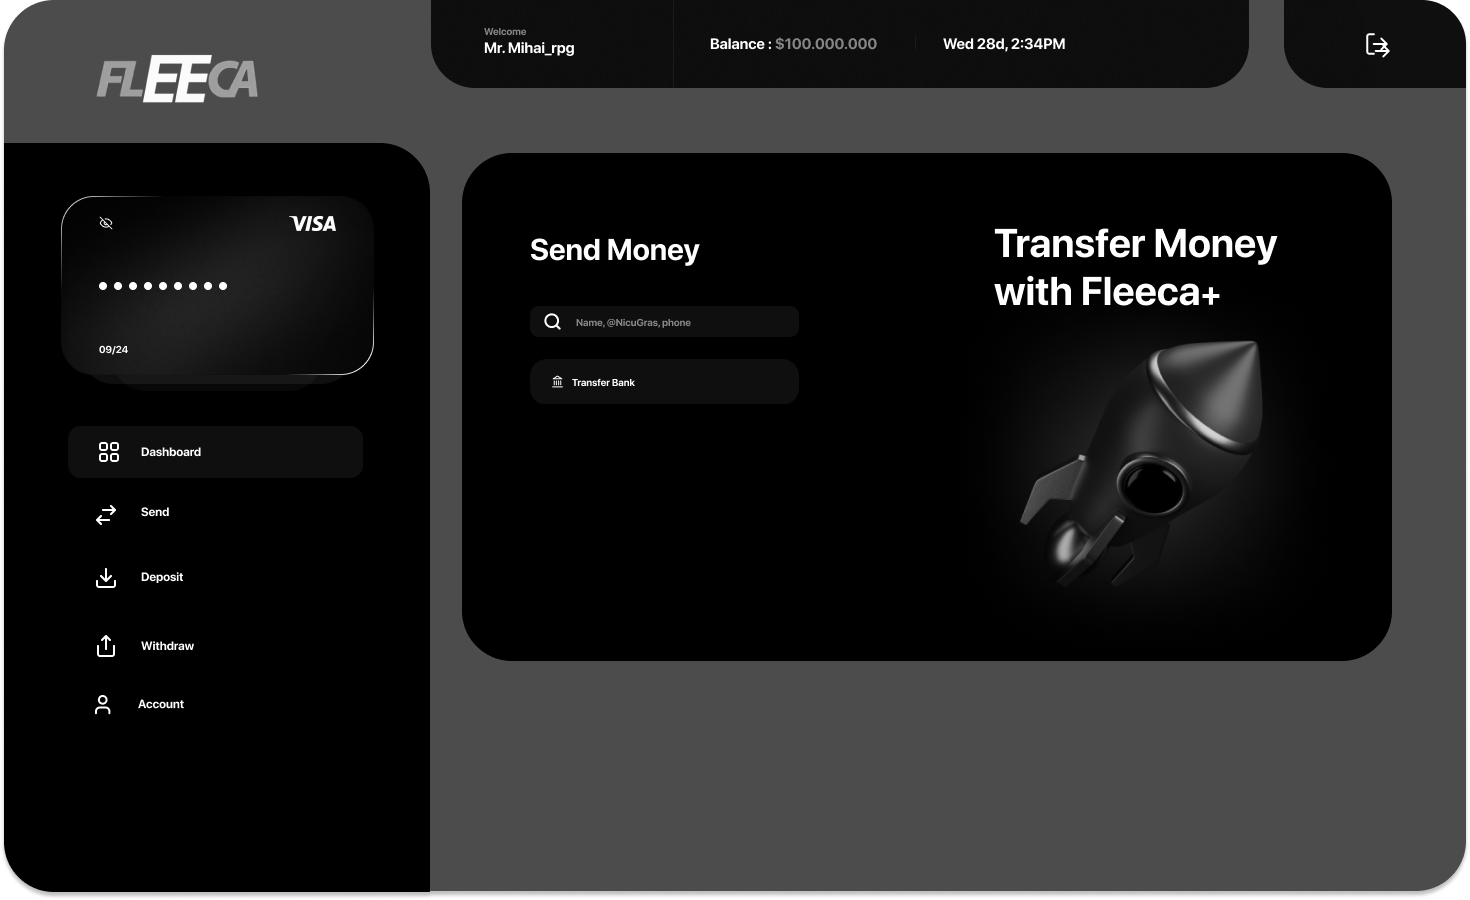 FLEECA
Welcome
Mr. Mihai_rpg
Balance : $100.000.000
Wed 28d, 2:34PM
VISA
09/24
Dashboard
Send
Deposit
Withdraw
Account
Send Money
Name, @NicuGras, phone
Transfer Bank
Transfer Money
with Fleeca+